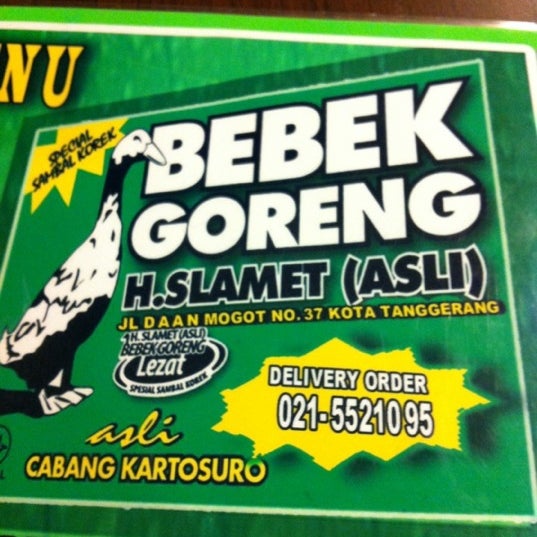 NU
SPECIAL
SAMBAL KOREK
BEBEK
GORENG
H.SLAMET (ASLI)
JL DAAN MOGOT NO. 37 KOTA TANGGERANG
H. SLAMET (ASLI)
BEBEK GORENG
Lezat
SPESIAL SAMBAL KOREK
DELIVERY ORDER
021-5521095
asli
CABANG KARTOSURO